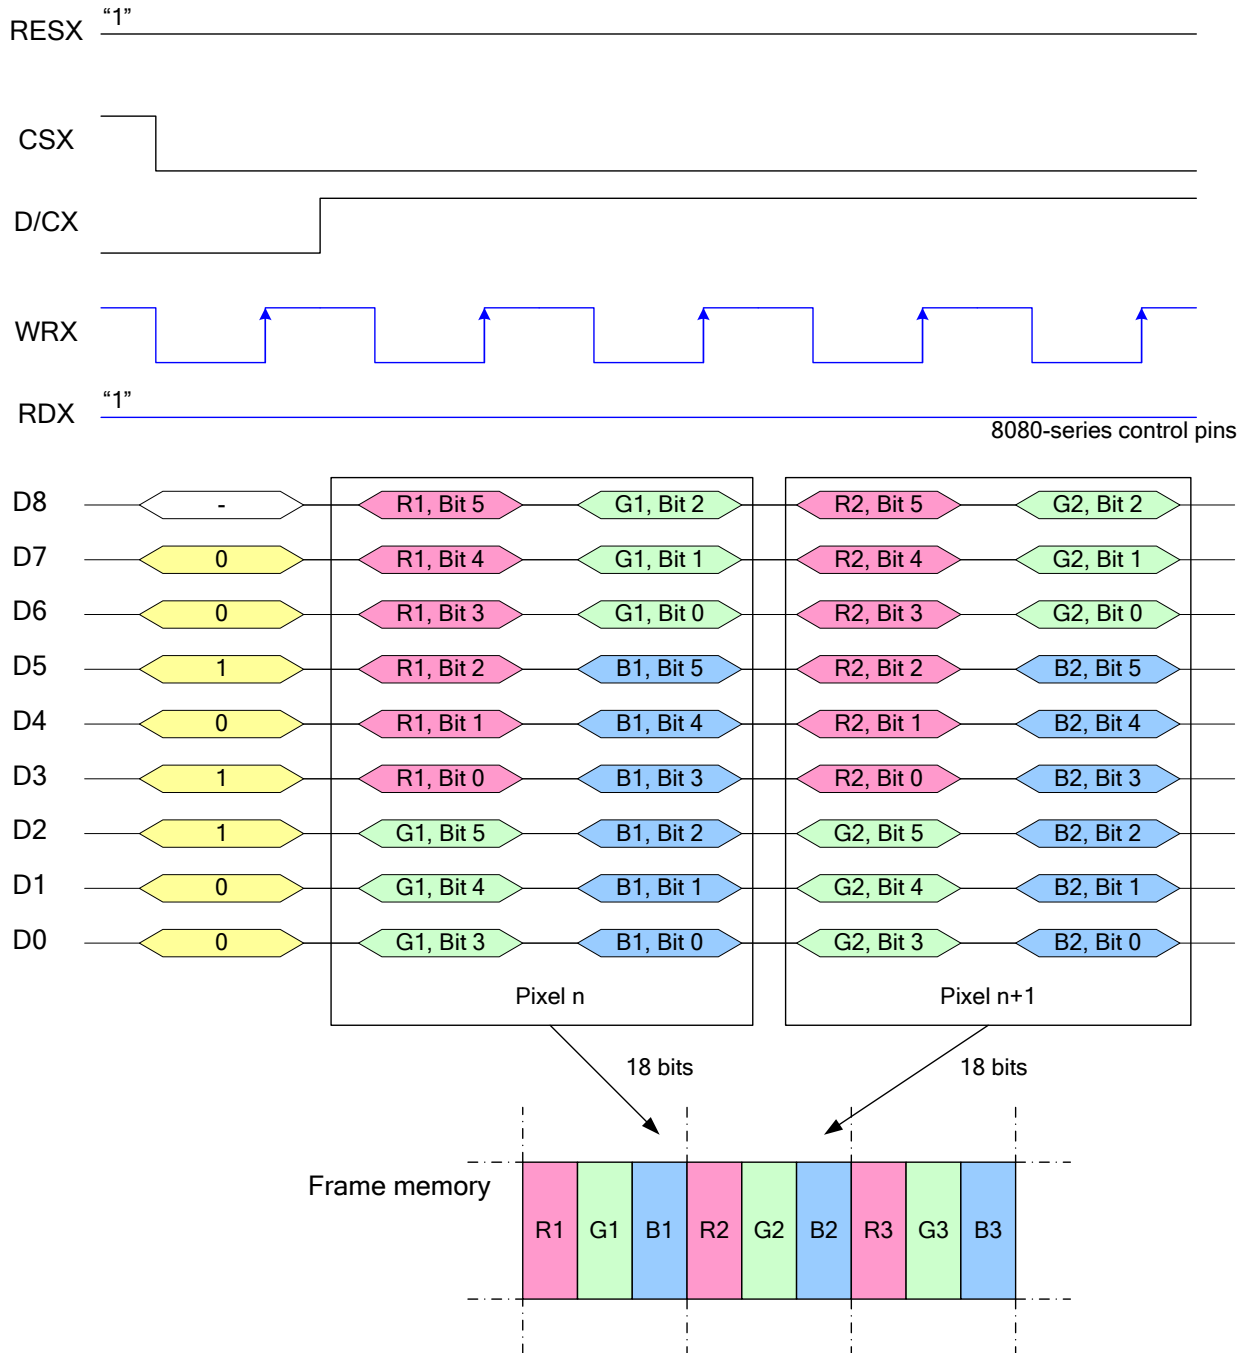 RESX "1"
CSX
D/CX
WRX
RDX "1"
8080-series control pins
D8 - R1, Bit 5 G1, Bit 2 R2, Bit 5 G2, Bit 2
D7 0 R1, Bit 4 G1, Bit 1 R2, Bit 4 G2, Bit 1
D6 0 R1, Bit 3 G1, Bit 0 R2, Bit 3 G2, Bit 0
D5 1 R1, Bit 2 B1, Bit 5 R2, Bit 2 B2, Bit 5
D4 0 R1, Bit 1 B1, Bit 4 R2, Bit 1 B2, Bit 4
D3 1 R1, Bit 0 B1, Bit 3 R2, Bit 0 B2, Bit 3
D2 1 G1, Bit 5 B1, Bit 2 G2, Bit 5 B2, Bit 2
D1 0 G1, Bit 4 B1, Bit 1 G2, Bit 4 B2, Bit 1
D0 0 G1, Bit 3 B1, Bit 0 G2, Bit 3 B2, Bit 0
Pixel n Pixel n+1
18 bits 18 bits
Frame memory
R1 G1 B1 R2 G2 B2 R3 G3 B3